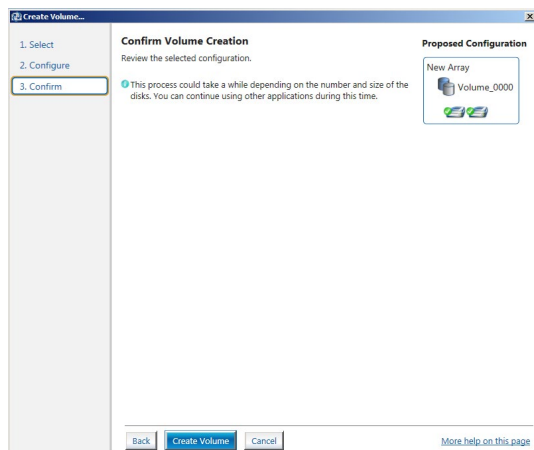 Create Volume...
1. Select
2. Configure
3. Confirm
Confirm Volume Creation
Review the selected configuration.
This process could take a while depending on the number and size of the
disks. You can continue using other applications during this time.
Proposed Configuration
New Array
Volume_0000
Back
Create Volume
Cancel
More help on this page